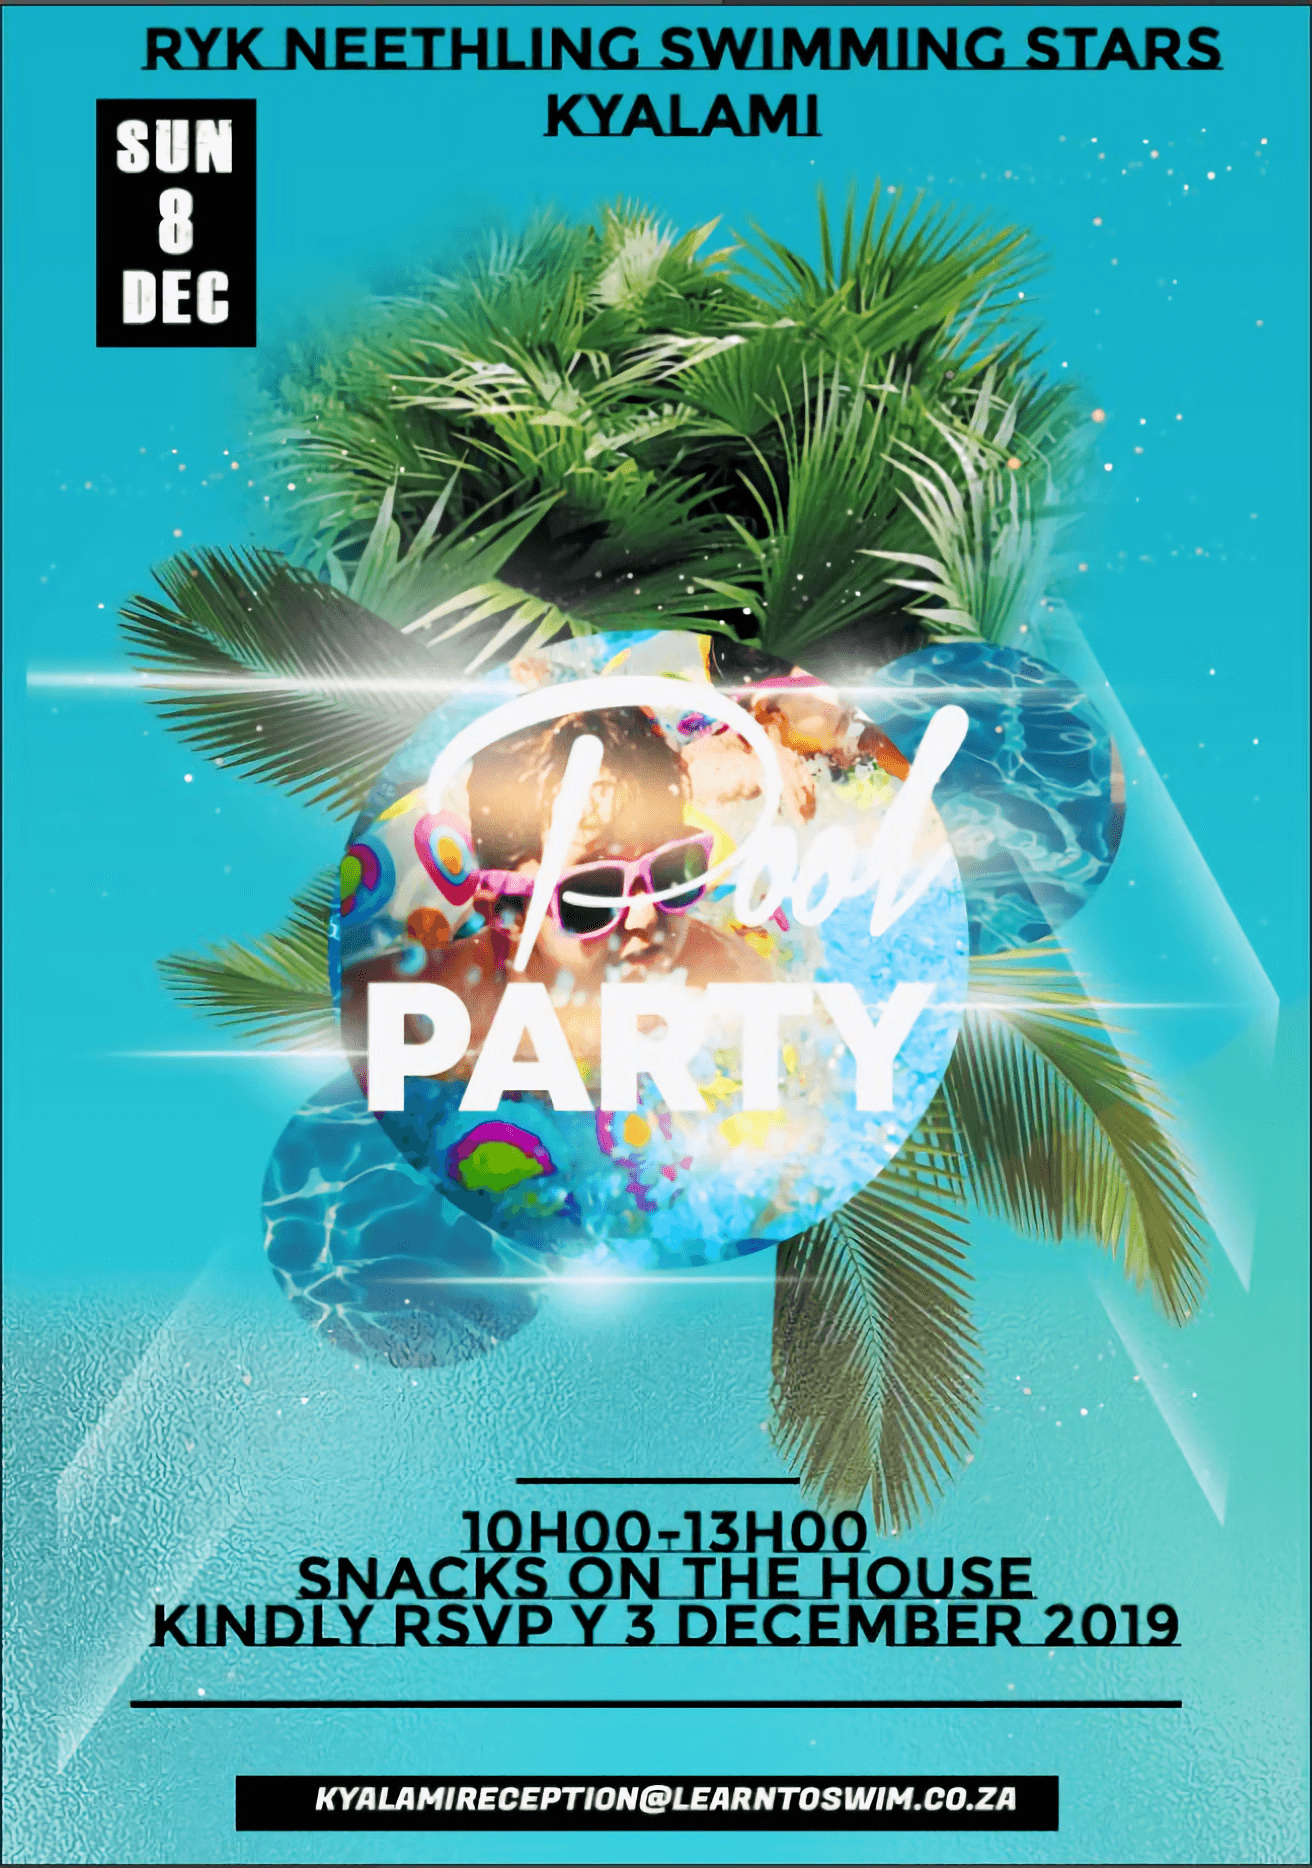 RYK NEETHLING SWIMMING STARS
KYALAMI
SUN
8
DEC
Pool
PARTY
10H00-13H00
SNACKS ON THE HOUSE
KINDLY RSVP Y 3 DECEMBER 2019
KYALAMIRECEPTION@LEARNTOSWIM.CO.ZA